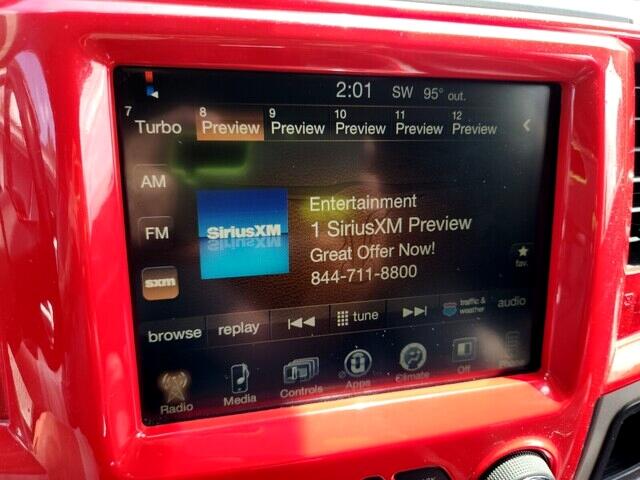 2:01 SW 95° out.
7 8 9 10 11 12
Turbo Preview Preview Preview Preview Preview
AM
FM
sxm
SiriusXM
Entertainment
1 SiriusXM Preview
Great Offer Now!
844-711-8800
fav.
browse replay tune traffic & weather audio
Radio Media Controls Apps Climate Off